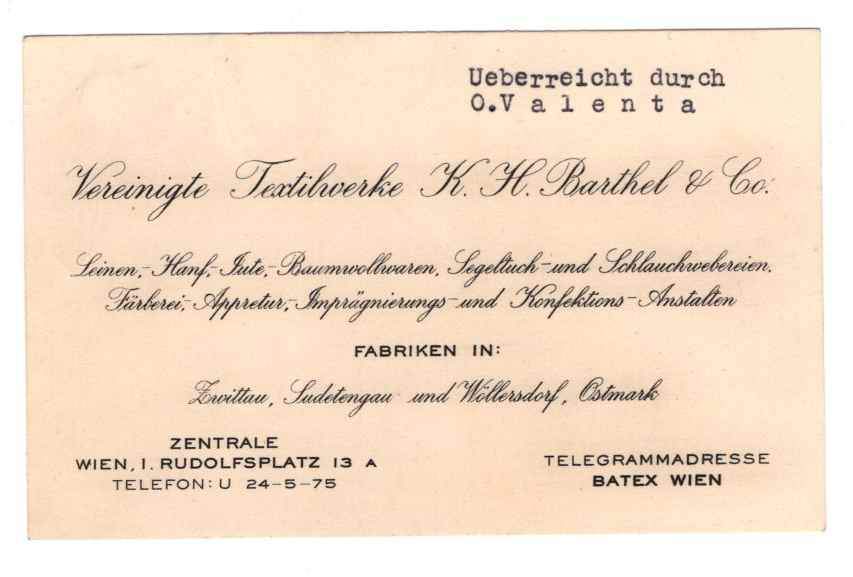 Ueberreicht durch
O.Valenta
Vereinigte Textilwerke K. H. Barthel & Co.
Leinen,- Hanf,- Jute,- Baumwollwaren, Segeltuch- und Schlauchwebereien,
Färberei,- Appretur,- Imprägnierungs- und Konfektions-Anstalten
FABRIKEN IN:
Zwittau, Sudetengau und Wöllersdorf, Ostmark
ZENTRALE
WIEN, I. RUDOLFSPLATZ 13 A
TELEFON: U 24-5-75
TELEGRAMMADRESSE
BATEX WIEN